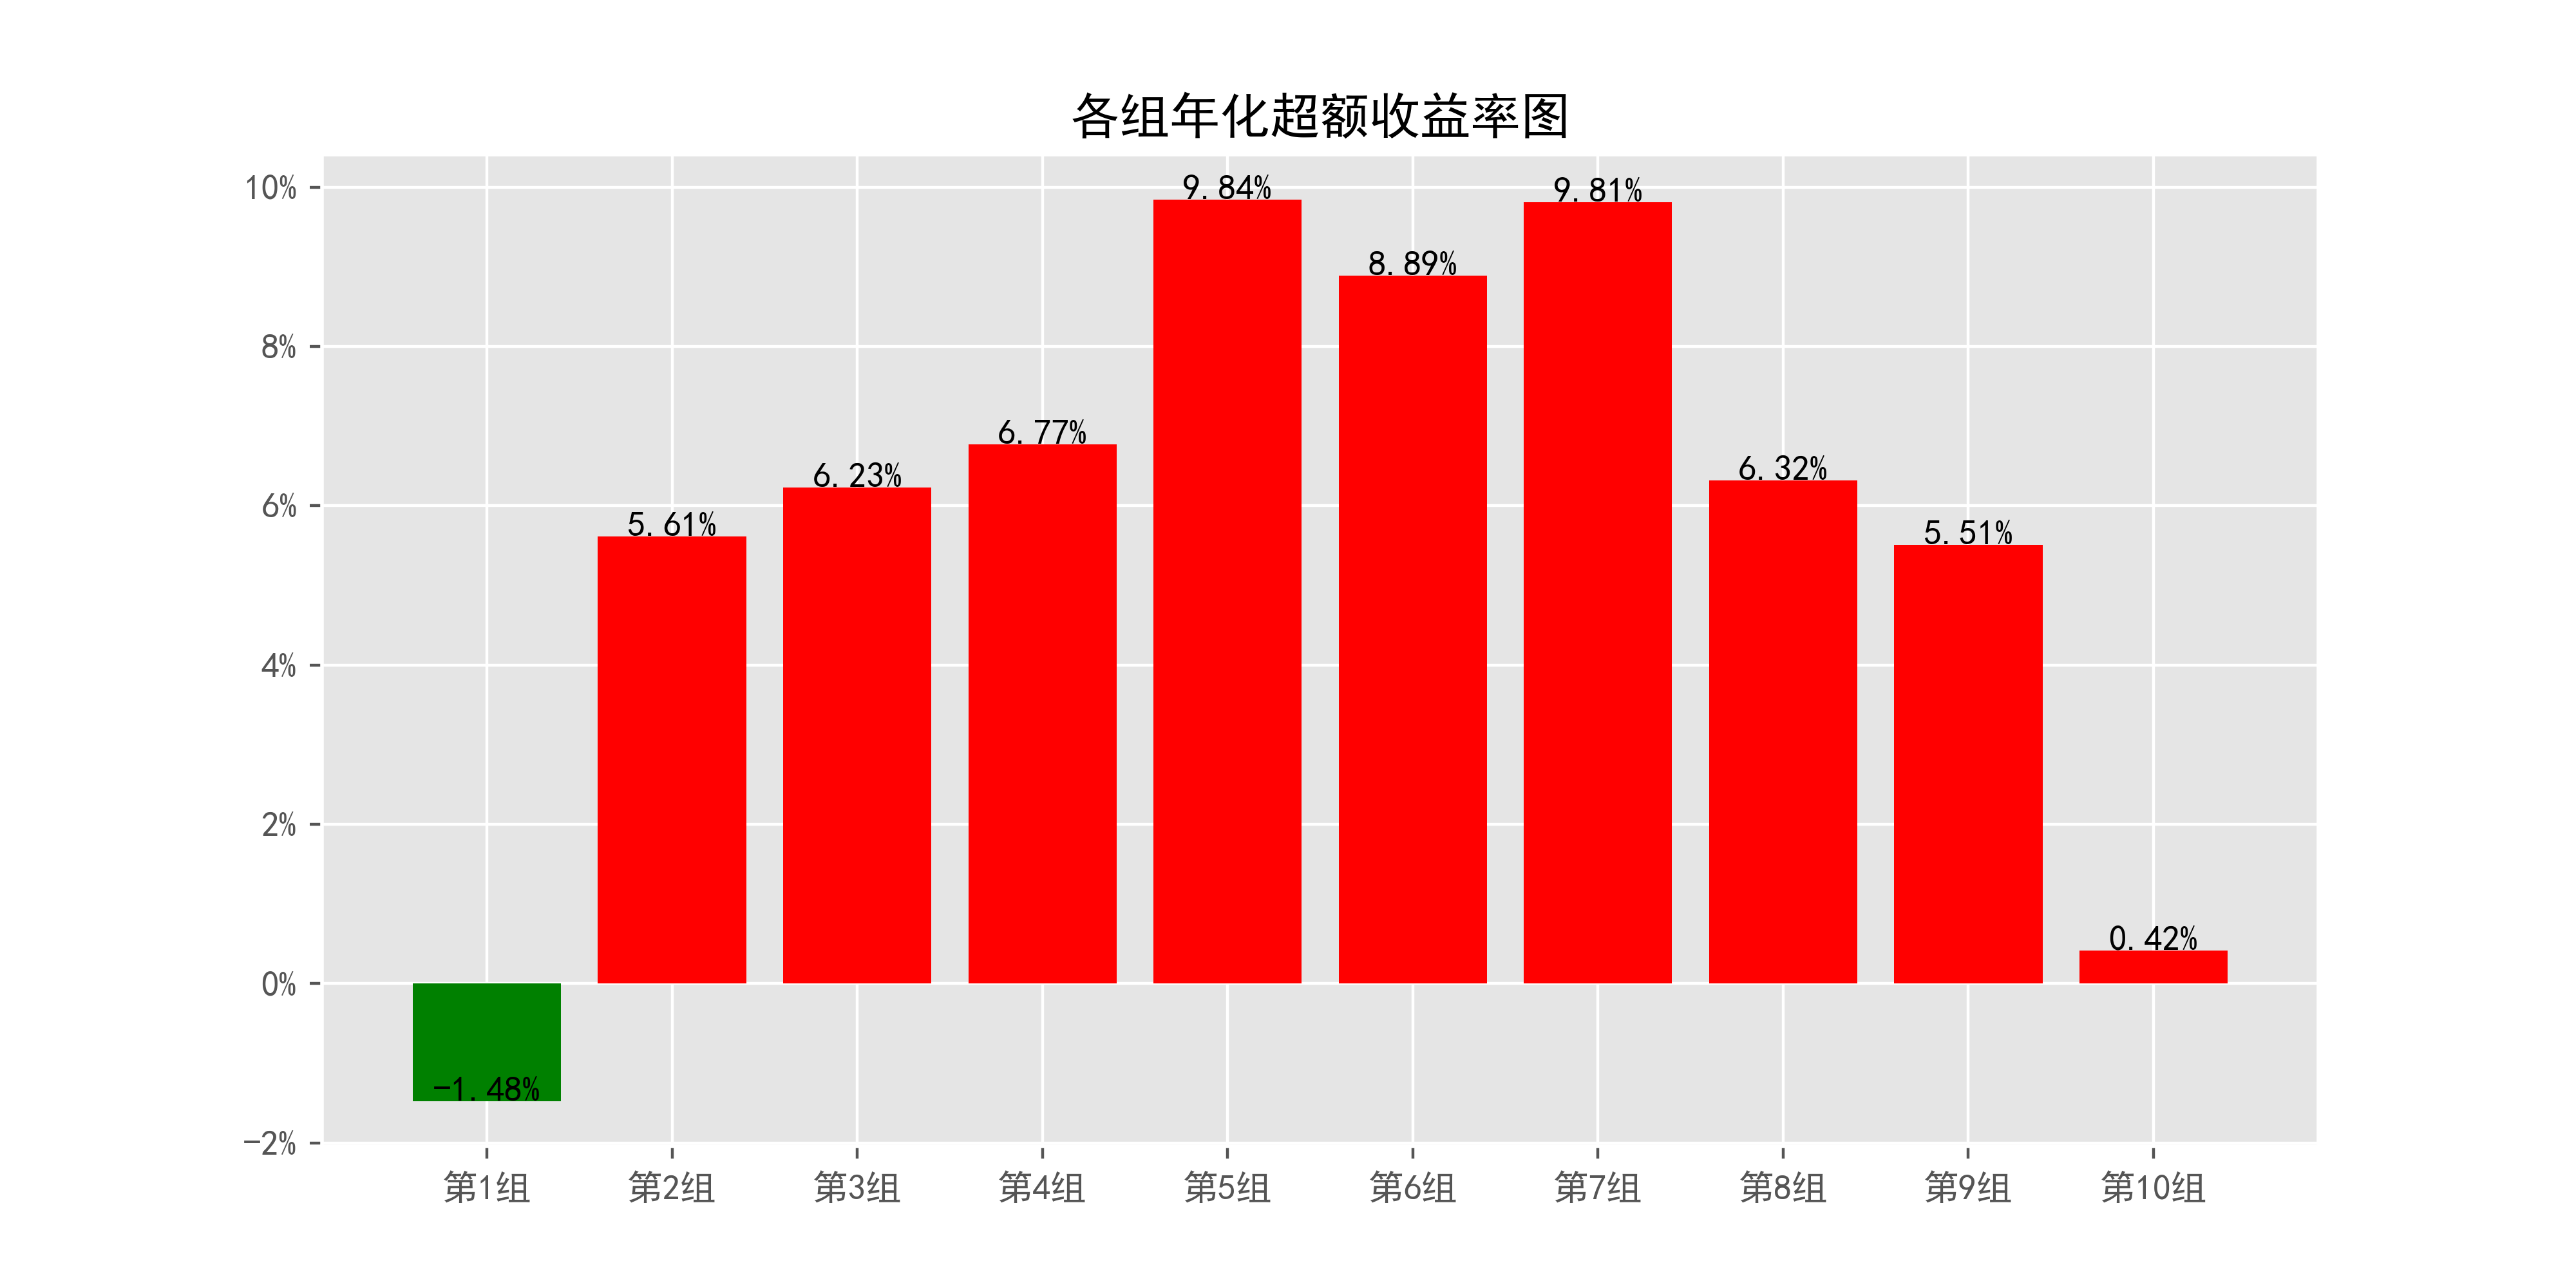 各组年化超额收益率图
10%
8%
6%
4%
2%
0%
−2%
−1.48%
5.61%
6.23%
6.77%
9.84%
8.89%
9.81%
6.32%
5.51%
0.42%
第1组
第2组
第3组
第4组
第5组
第6组
第7组
第8组
第9组
第10组